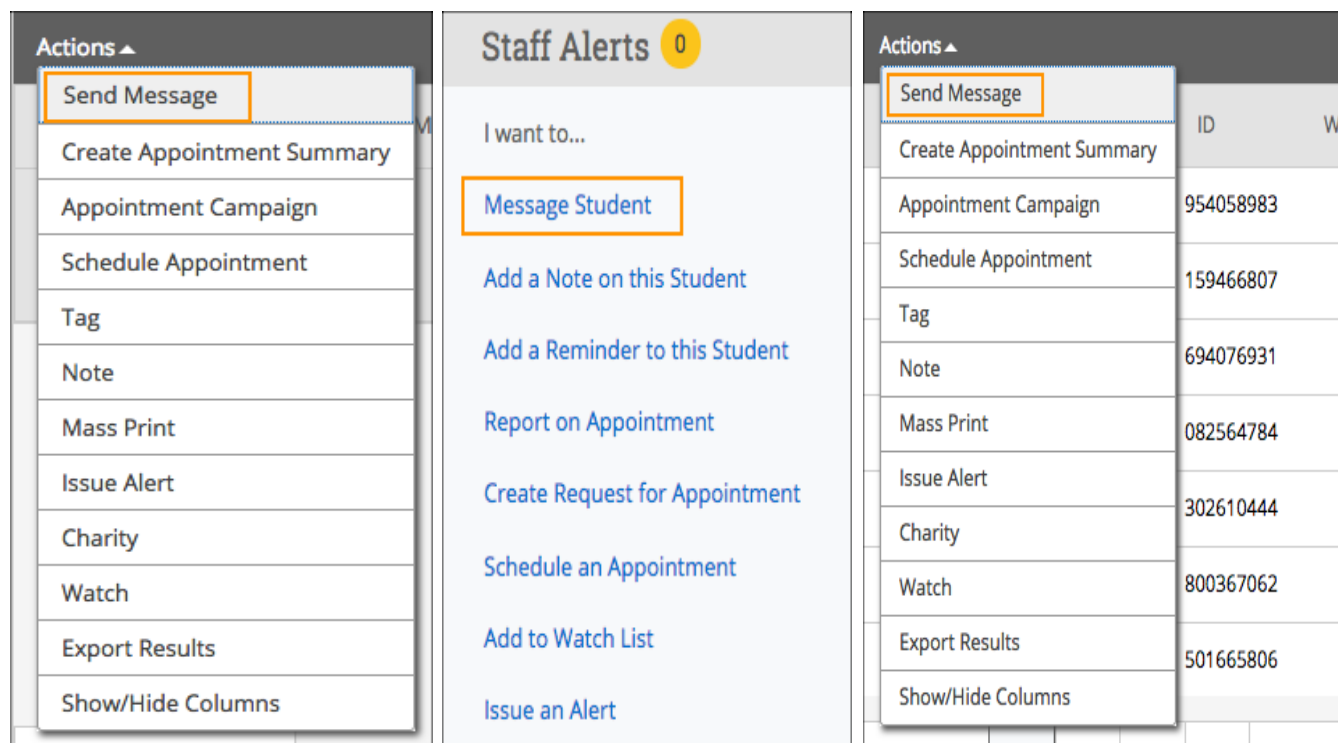 Actions
Send Message
Create Appointment Summary
Appointment Campaign
Schedule Appointment
Tag
Note
Mass Print
Issue Alert
Charity
Watch
Export Results
Show/Hide Columns
M
Staff Alerts 0
I want to...
Message Student
Add a Note on this Student
Add a Reminder to this Student
Report on Appointment
Create Request for Appointment
Schedule an Appointment
Add to Watch List
Issue an Alert
Actions
Send Message
Create Appointment Summary
Appointment Campaign
Schedule Appointment
Tag
Note
Mass Print
Issue Alert
Charity
Watch
Export Results
Show/Hide Columns
ID W
954058983
159466807
694076931
082564784
302610444
800367062
501665806